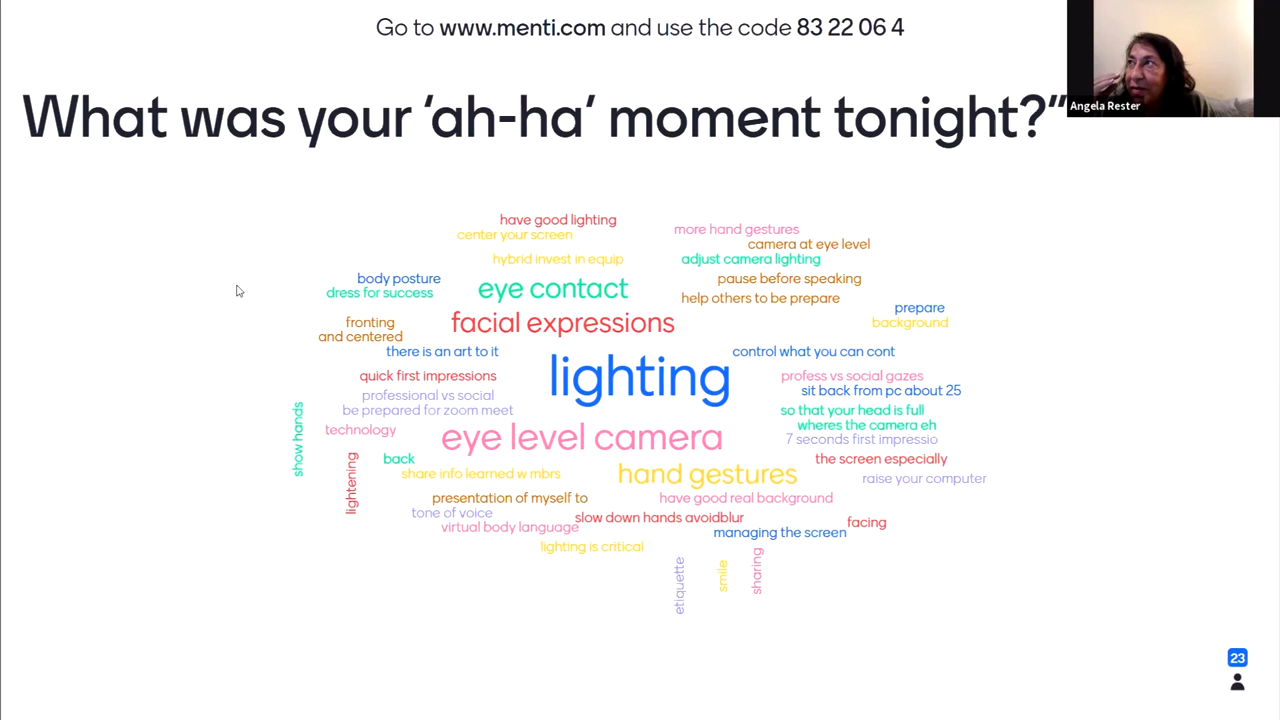 Go to www.menti.com and use the code 83 22 06 4
Angela Rester
What was your ‘ah-ha’ moment tonight?”
have good lighting
center your screen
more hand gestures
camera at eye level
hybrid invest in equip
adjust camera lighting
body posture
dress for success
eye contact
pause before speaking
help others to be prepare
prepare
background
fronting
and centered
facial expressions
there is an art to it
lighting
control what you can cont
quick first impressions
profess vs social gazes
sit back from pc about 25
professional vs social
be prepared for zoom meet
so that your head is full
wheres the camera eh
7 seconds first impressio
show hands
technology
eye level camera
back
the screen especially
lightening
share info learned w mbrs
hand gestures
raise your computer
presentation of myself to
have good real background
tone of voice
slow down hands avoidblur
facing
virtual body language
managing the screen
lighting is critical
etiquette
smile
sharing
23